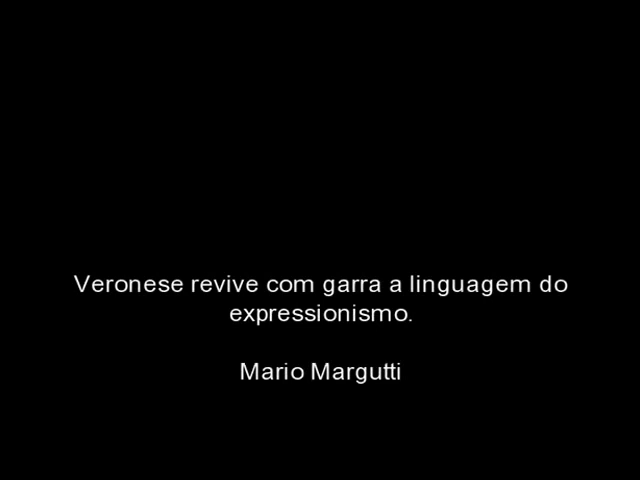 Veronese revive com garra a linguagem do
expressionismo.
Mario Margutti